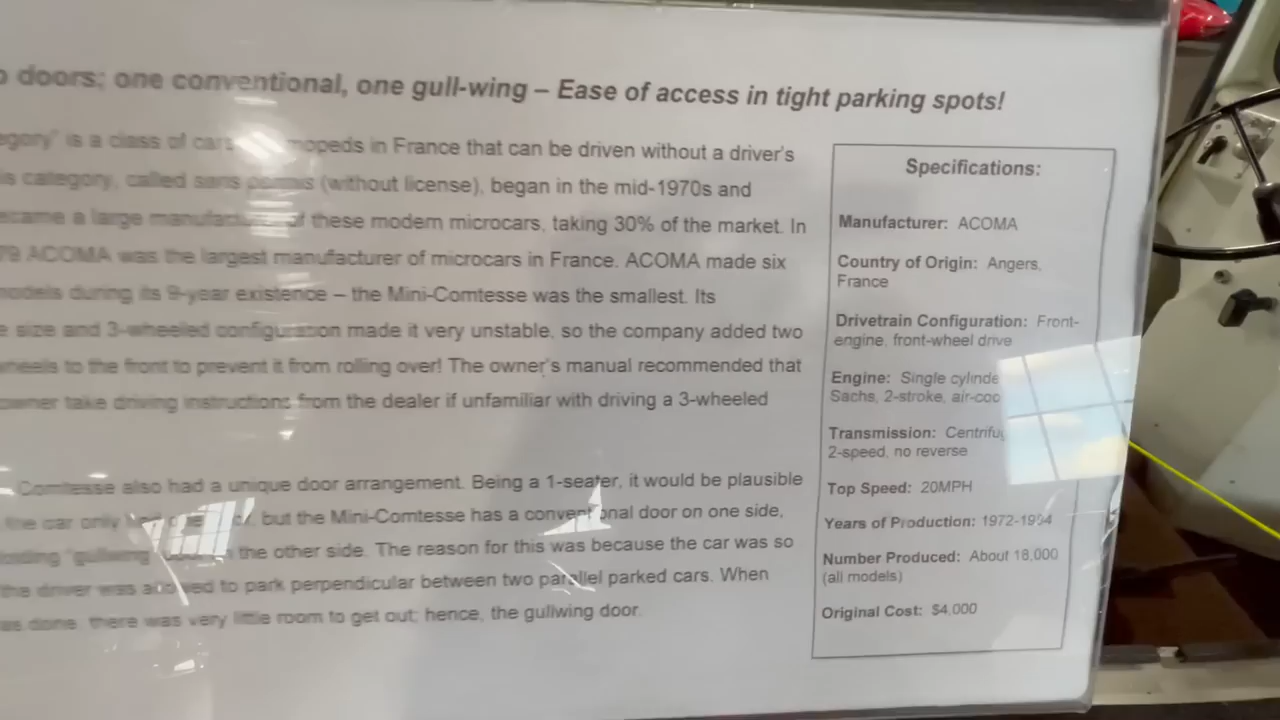 doors; one conventional, one gull-wing – Ease of access in tight parking spots!
is a class of cars mopeds in France that can be driven without a driver's
category, called sans permis (without license), began in the mid-1970s and
a large manufacturer of these modern microcars, taking 30% of the market. In
ACOMA was the largest manufacturer of microcars in France. ACOMA made six
models during its 9-year existence – the Mini-Comtesse was the smallest. Its
size and 3-wheeled configuration made it very unstable, so the company added two
wheels to the front to prevent it from rolling over! The owner's manual recommended that
owner take driving instructions from the dealer if unfamiliar with driving a 3-wheeled
Comtesse also had a unique door arrangement. Being a 1-seater, it would be plausible
the car only but the Mini-Comtesse has a conventional door on one side,
"gullwing" the other side. The reason for this was because the car was so
the driver was allowed to park perpendicular between two parallel parked cars. When
done, there was very little room to get out; hence, the gullwing door.
Specifications:
Manufacturer: ACOMA
Country of Origin: Angers,
France
Drivetrain Configuration: Front-
engine, front-wheel drive
Engine: Single cylinde
Sachs, 2-stroke, air-coo
Transmission: Centrifug
2-speed, no reverse
Top Speed: 20MPH
Years of Production: 1972-1984
Number Produced: About 18,000
(all models)
Original Cost: $4,000